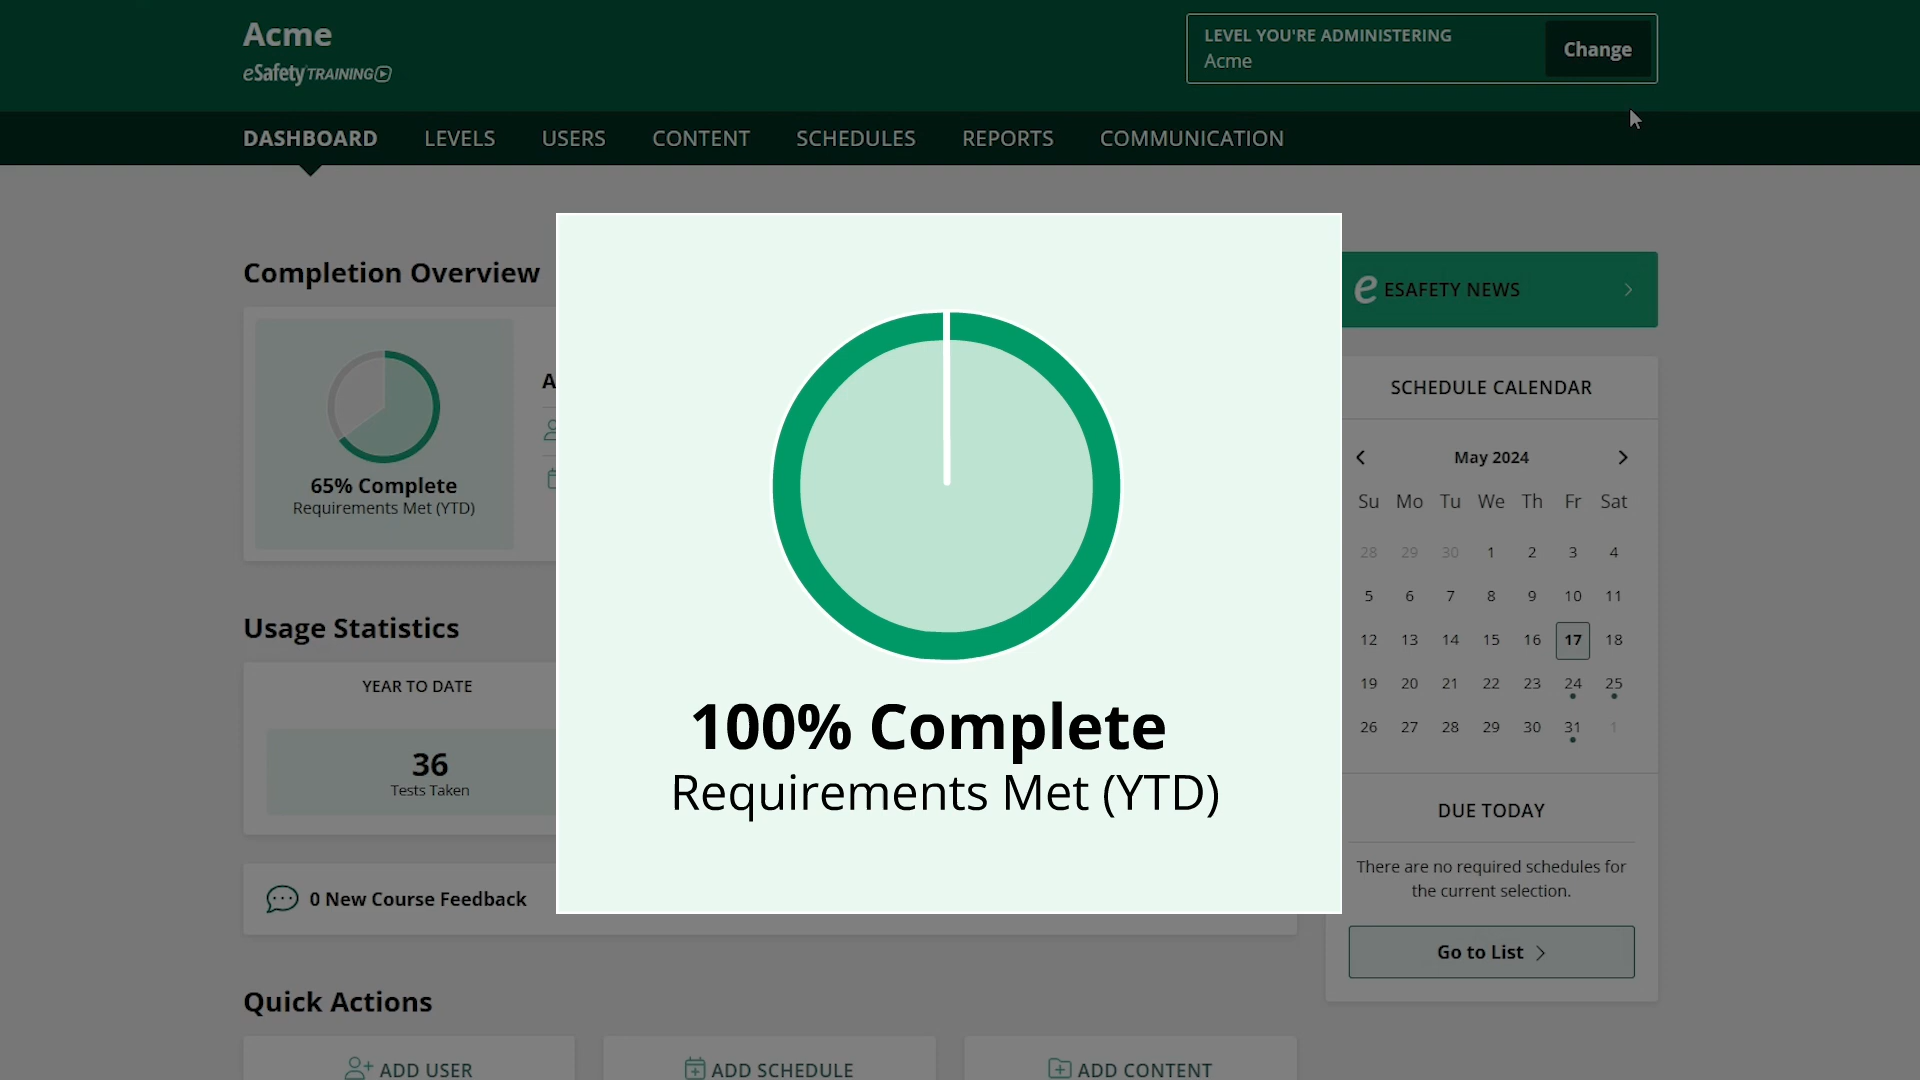 Acme
eSafety TRAINING
LEVEL YOU'RE ADMINISTERING
Acme
Change
DASHBOARD LEVELS USERS CONTENT SCHEDULES REPORTS COMMUNICATION
Completion Overview
65% Complete
Requirements Met (YTD)
A
Usage Statistics
YEAR TO DATE
36
Tests Taken
0 New Course Feedback
Quick Actions
ADD USER
ADD SCHEDULE
ADD CONTENT
100% Complete
Requirements Met (YTD)
e ESAFETY NEWS
SCHEDULE CALENDAR
May 2024
Su Mo Tu We Th Fr Sat
28 29 30 1 2 3 4
5 6 7 8 9 10 11
12 13 14 15 16 17 18
19 20 21 22 23 24 25
26 27 28 29 30 31 1
DUE TODAY
There are no required schedules for
the current selection.
Go to List